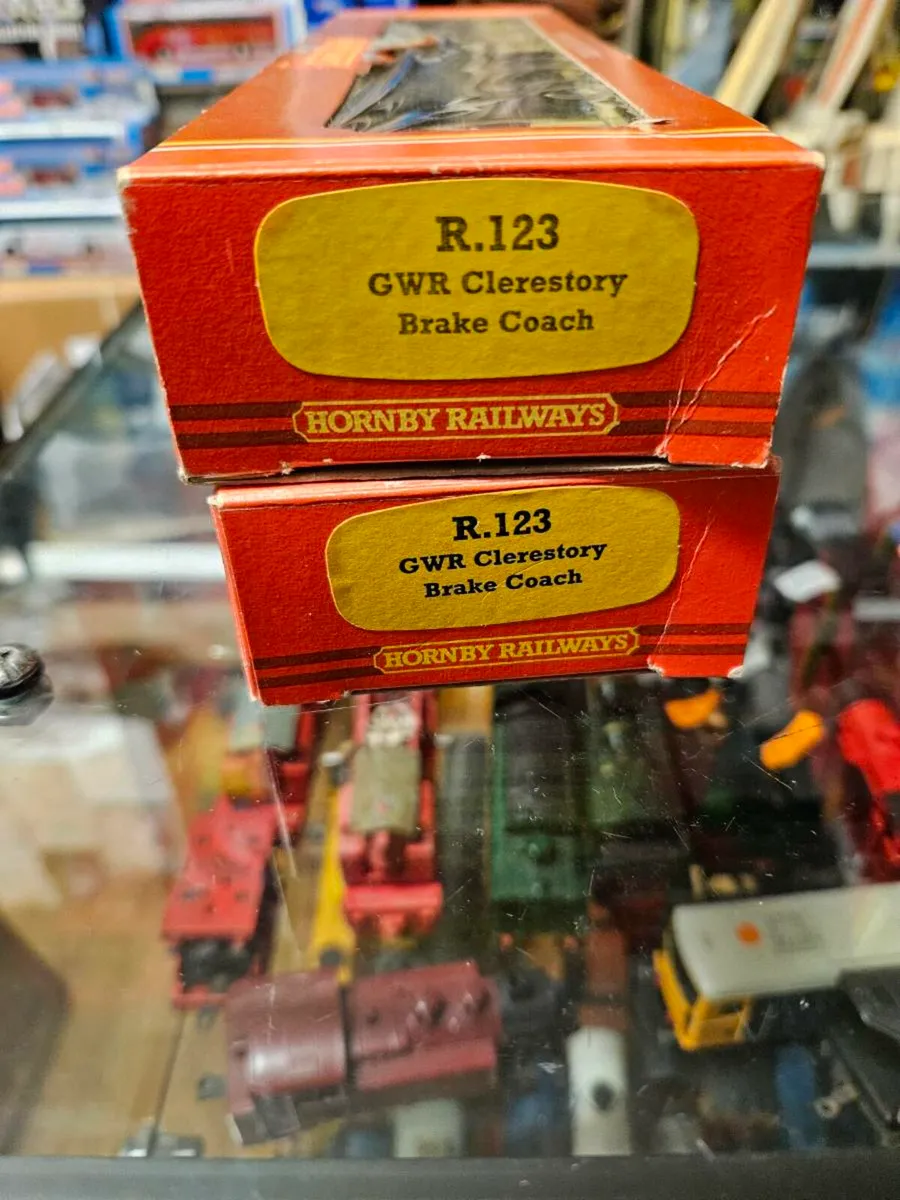 R.123
GWR Clerestory
Brake Coach
HORNBY RAILWAYS
R.123
GWR Clerestory
Brake Coach
HORNBY RAILWAYS